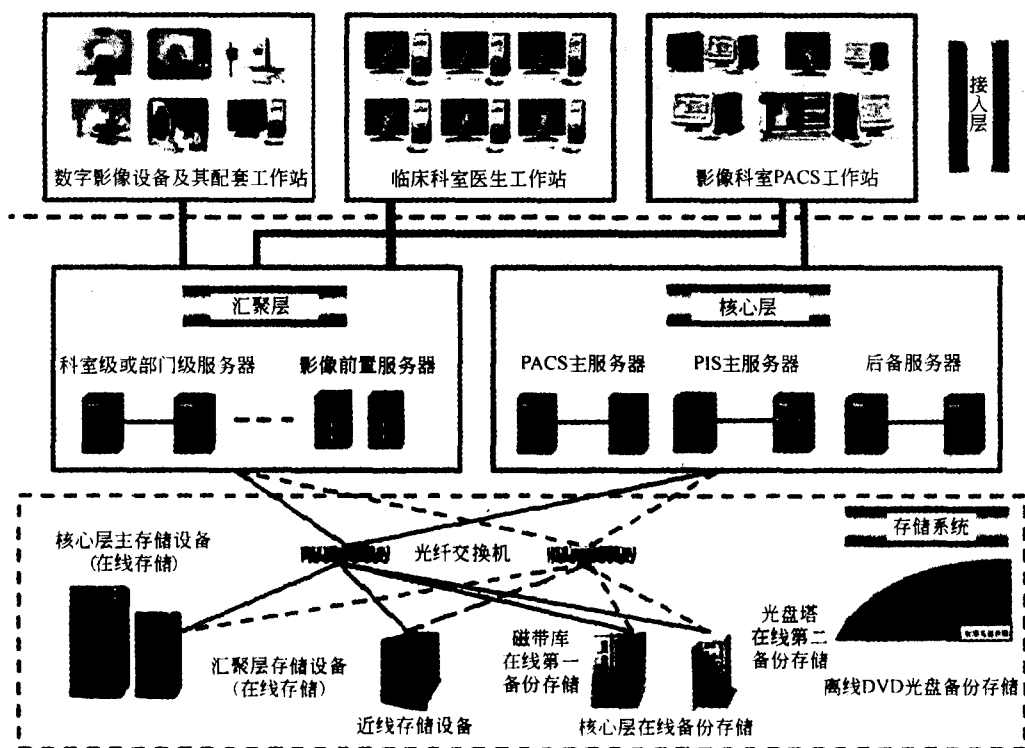 数字影像设备及其配套工作站
临床科室医生工作站
影像科室PACS工作站
接入层
汇聚层
科室级或部门级服务器
影像前置服务器
核心层
PACS主服务器
PIS主服务器
后备服务器
核心层主存储设备
(在线存储)
光纤交换机
存储系统
汇聚层存储设备
(在线存储)
近线存储设备
磁带库
在线第一
备份存储
光盘塔
在线第二
备份存储
核心层在线备份存储
离线DVD光盘备份存储